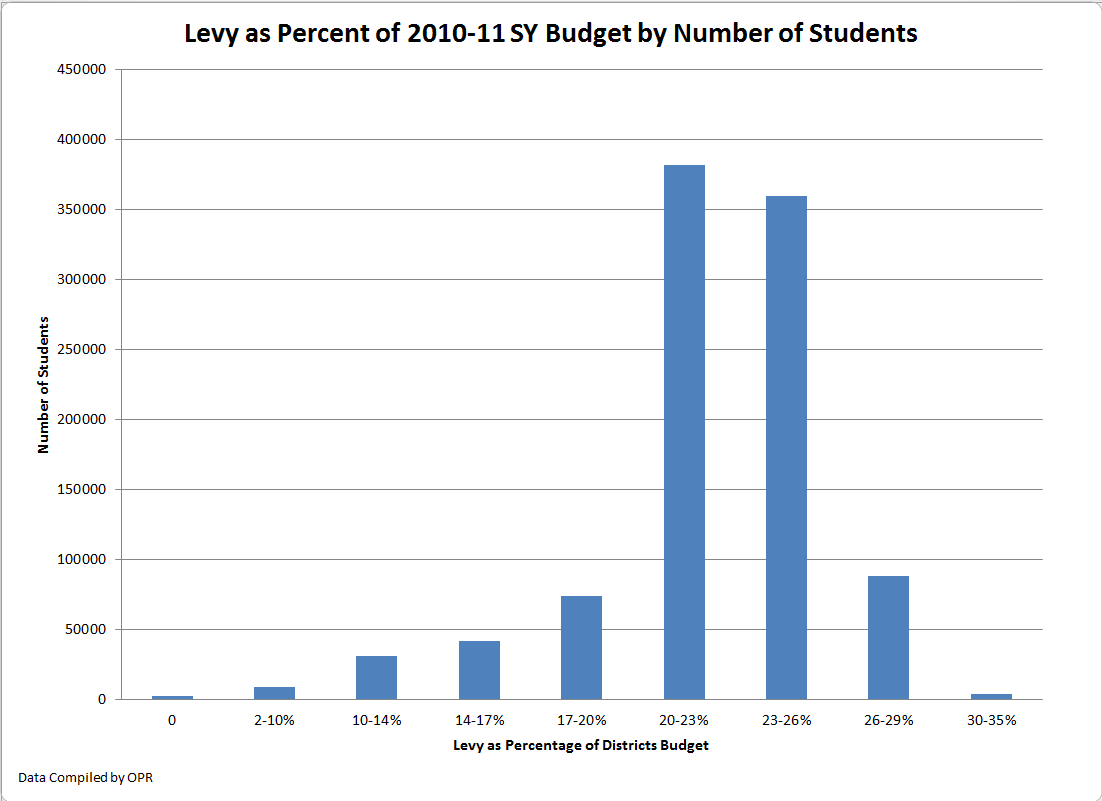 Levy as Percent of 2010-11 SY Budget by Number of Students
450000
400000
350000
300000
250000
200000
150000
100000
50000
0
Number of Students
0 2-10% 10-14% 14-17% 17-20% 20-23% 23-26% 26-29% 30-35%
Levy as Percentage of Districts Budget
Data Compiled by OPR